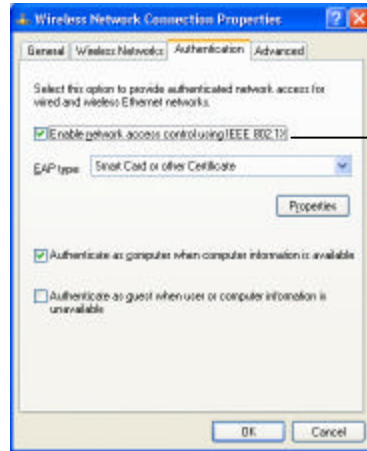 Wireless Network Connection Properties
General Wireless Networks Authentication Advanced
Select this option to provide authenticated network access for
wired and wireless Ethernet networks.
Enable network access control using IEEE 802.1X
EAP type: Smart Card or other Certificate
Properties
Authenticate as computer when computer information is available
Authenticate as guest when user or computer information is
unavailable
OK Cancel